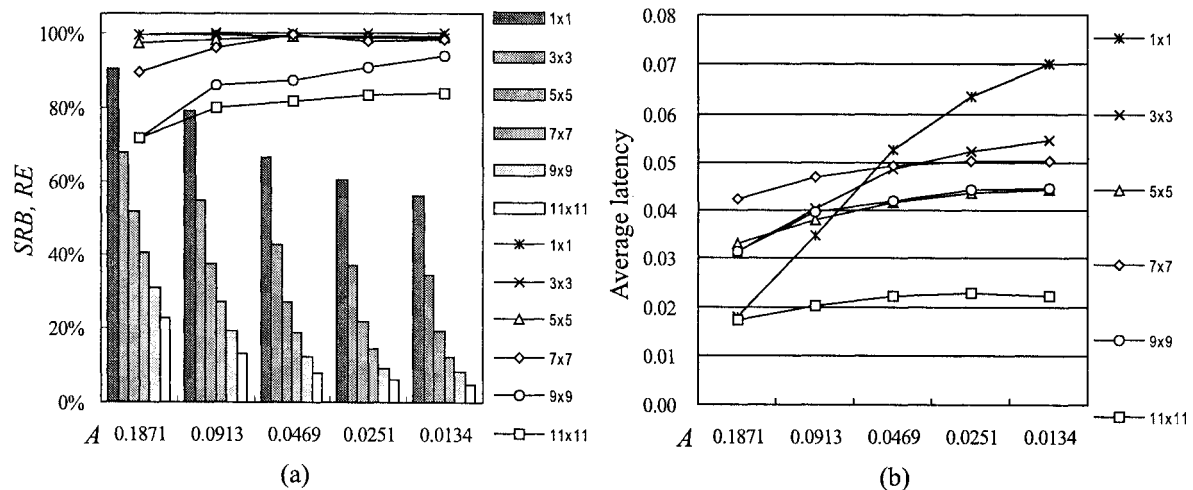 100%
80%
60%
40%
20%
0%
SRB, RE
A 0.1871 0.0913 0.0469 0.0251 0.0134
(a)
1x1
3x3
5x5
7x7
9x9
11x11
1x1
3x3
5x5
7x7
9x9
11x11
0.08
0.07
0.06
0.05
0.04
0.03
0.02
0.01
0.00
Average latency
A 0.1871 0.0913 0.0469 0.0251 0.0134
(b)
1x1
3x3
5x5
7x7
9x9
11x11